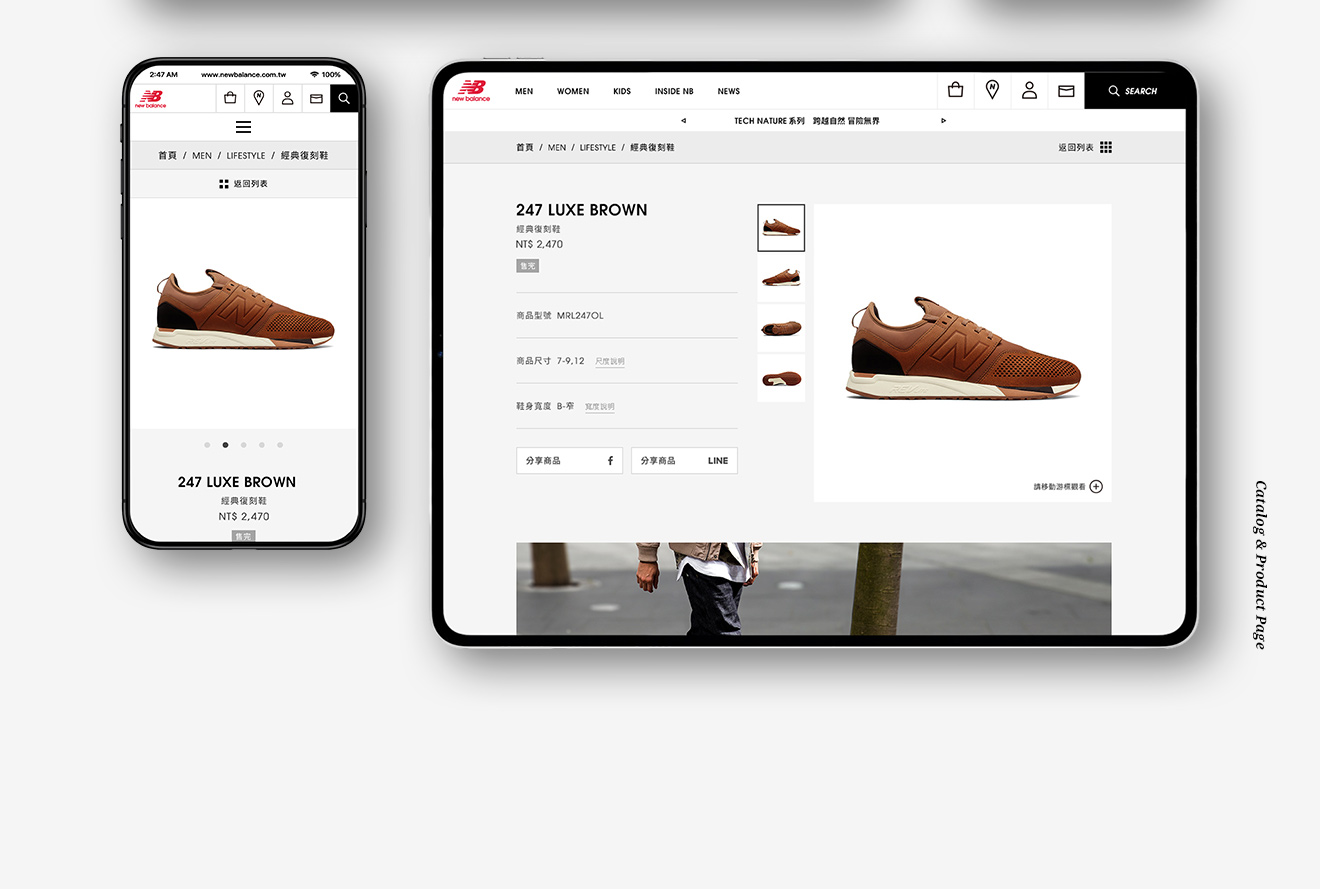 2:47 AM
www.newbalance.com.tw
100%
NB
new balance
首頁 / MEN / LIFESTYLE / 經典復刻鞋
返回列表
247 LUXE BROWN
經典復刻鞋
NT$ 2,470
售完
NB
new balance
MEN
WOMEN
KIDS
INSIDE NB
NEWS
SEARCH
TECH NATURE 系列 跨越自然 冒險無界
首頁 / MEN / LIFESTYLE / 經典復刻鞋
返回列表
247 LUXE BROWN
經典復刻鞋
NT$ 2,470
售完
商品型號 MRL247OL
商品尺寸 7-9,12 尺度說明
鞋身寬度 B-窄 寬度說明
分享商品 f
分享商品 LINE
請移動游標觀看
Catalog & Product Page